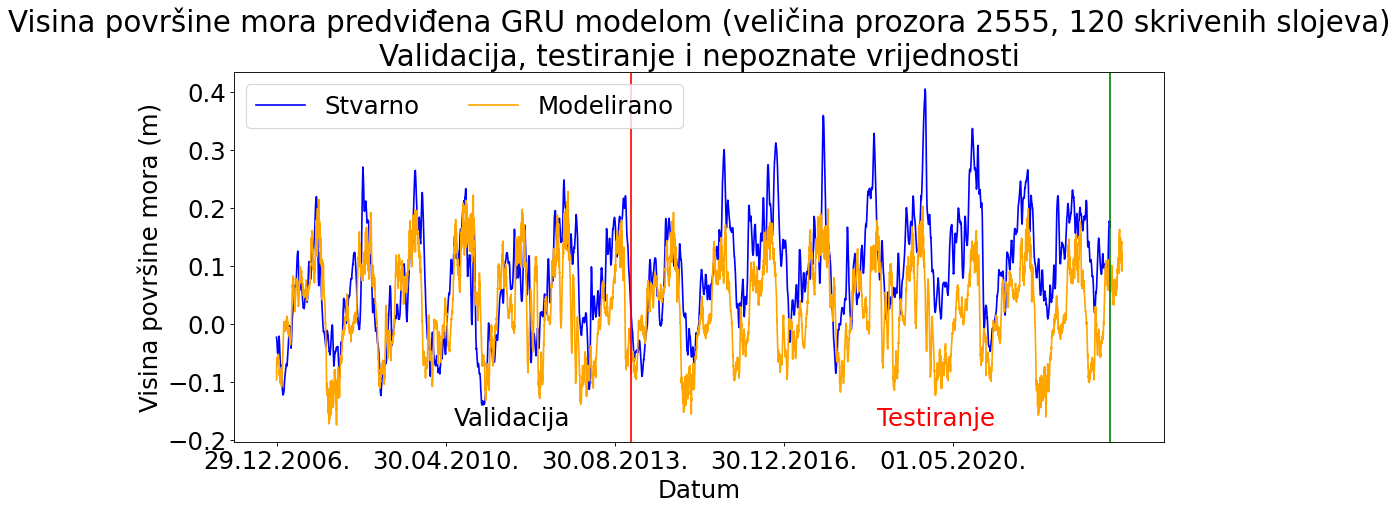 Visina površine mora predviđena GRU modelom (veličina prozora 2555, 120 skrivenih slojeva)
Validacija, testiranje i nepoznate vrijednosti
Stvarno Modelirano
Visina površine mora (m)
0.4
0.3
0.2
0.1
0.0
−0.1
−0.2
Validacija
Testiranje
29.12.2006. 30.04.2010. 30.08.2013. 30.12.2016. 01.05.2020.
Datum